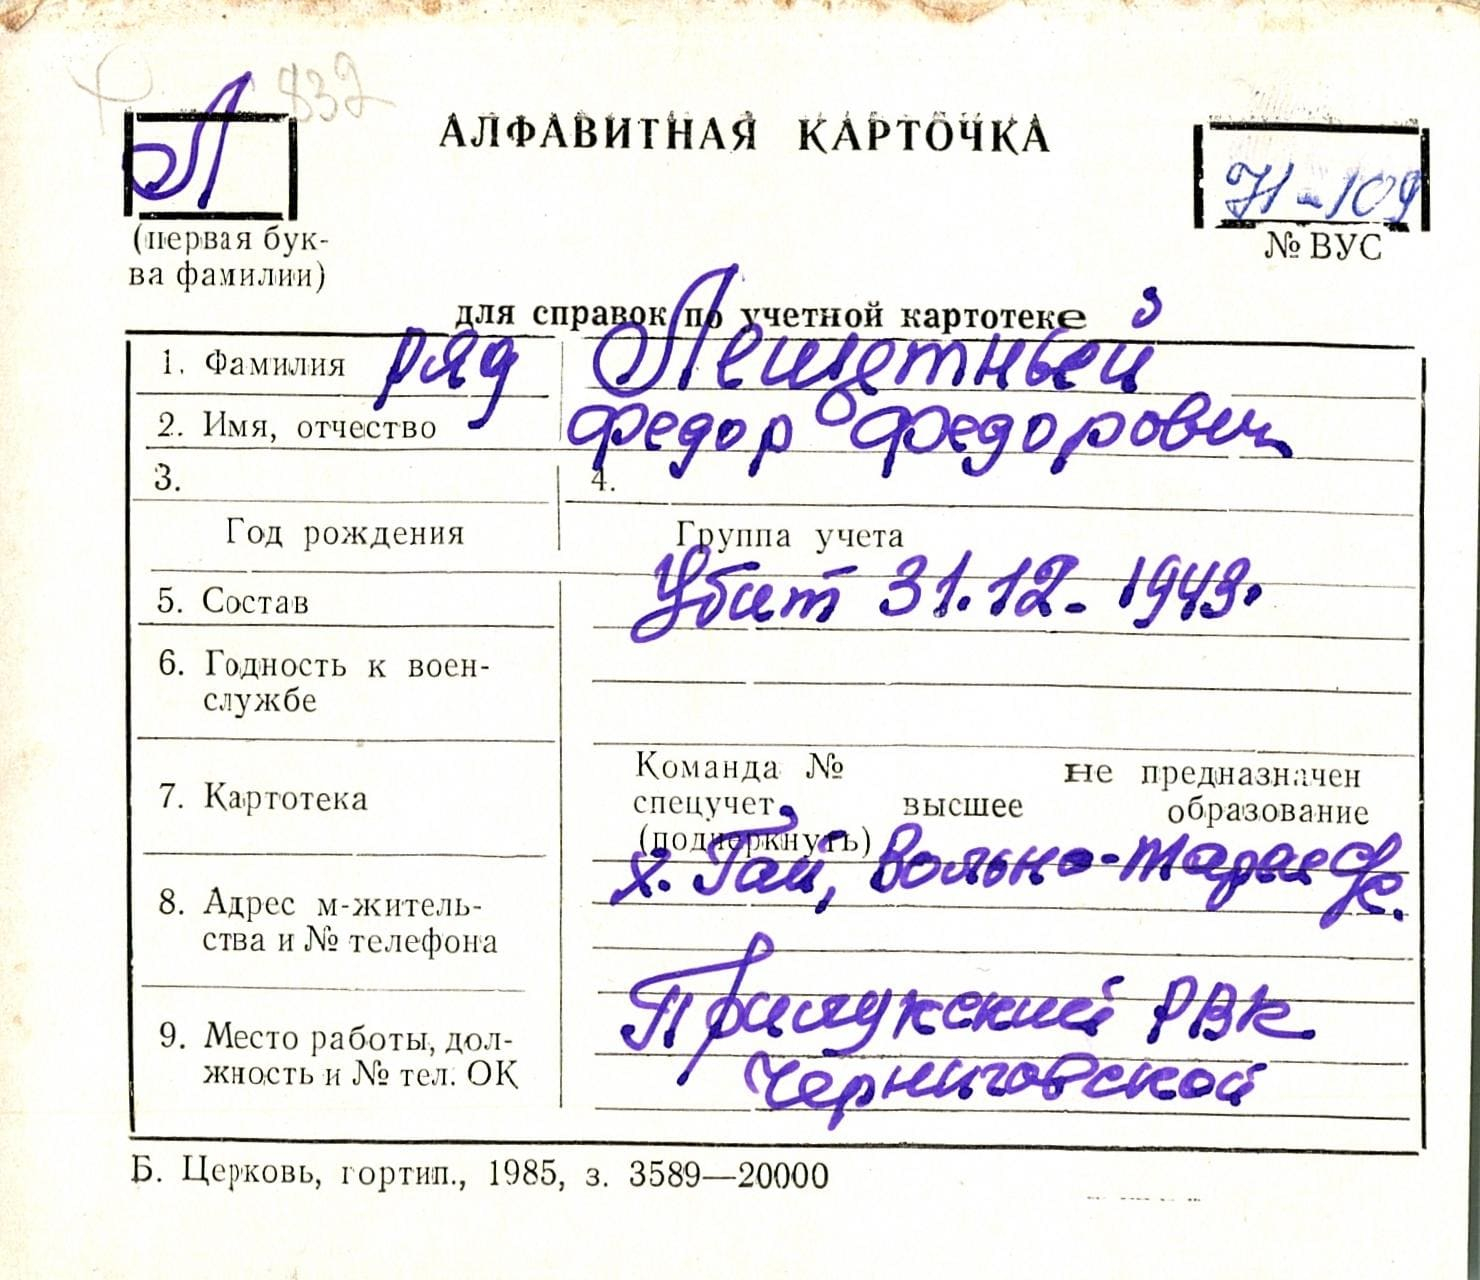 832
Л
АЛФАВИТНАЯ КАРТОЧКА
Н-109
(первая бук-
ва фамилии)
№ ВУС
для справок по учетной картотеке
1. Фамилия ряд Лещетный
2. Имя, отчество Федор Федорович
3. 4.
Год рождения Группа учета
5. Состав Убит 31.12.1943.
6. Годность к воен-
службе
7. Картотека
Команда № не предназначен
спецучет, высшее образование
(подчеркнуть)
х. Гай, Вольно-Тарасов.
8. Адрес м-житель-
ства и № телефона
Прилукский РВК
9. Место работы, дол-
жность и № тел. ОК
Черниговской
Б. Церковь, гортип., 1985, з. 3589—20000